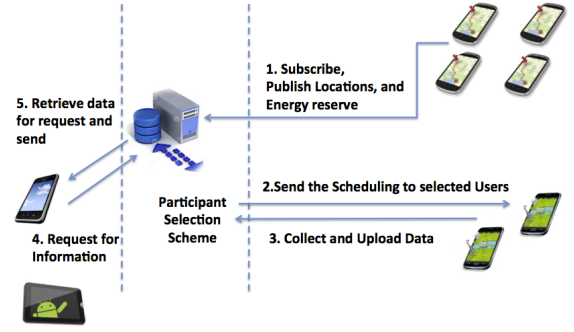 1. Subscribe,
Publish Locations, and
Energy reserve
5. Retrieve data
for request and
send
2.Send the Scheduling to selected Users
Participant
Selection
Scheme
3. Collect and Upload Data
4. Request for
Information